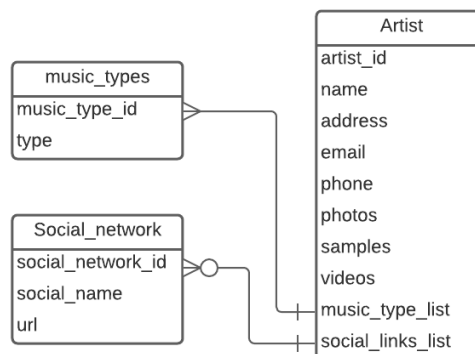 music_types
music_type_id
type
Social_network
social_network_id
social_name
url
Artist
artist_id
name
address
email
phone
photos
samples
videos
music_type_list
social_links_list